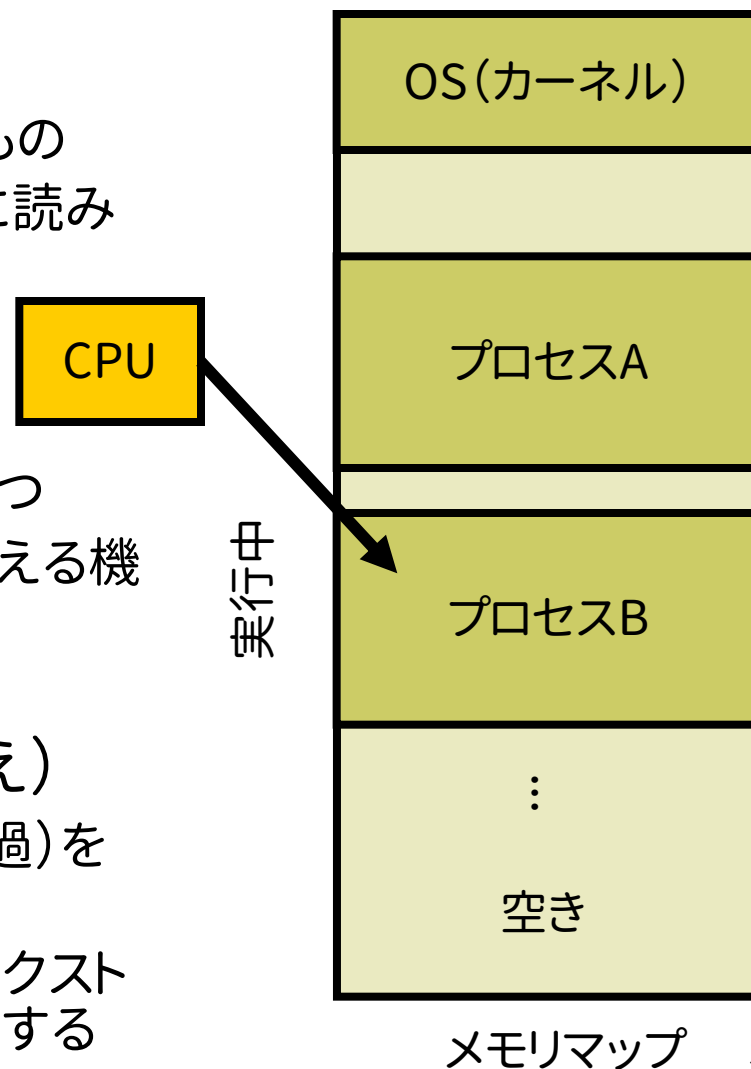 もの
に読み
つ
える機
え）
過）を
クスト
する
CPU
実行中
OS（カーネル）
プロセスA
プロセスB
⋮
空き
メモリマップ